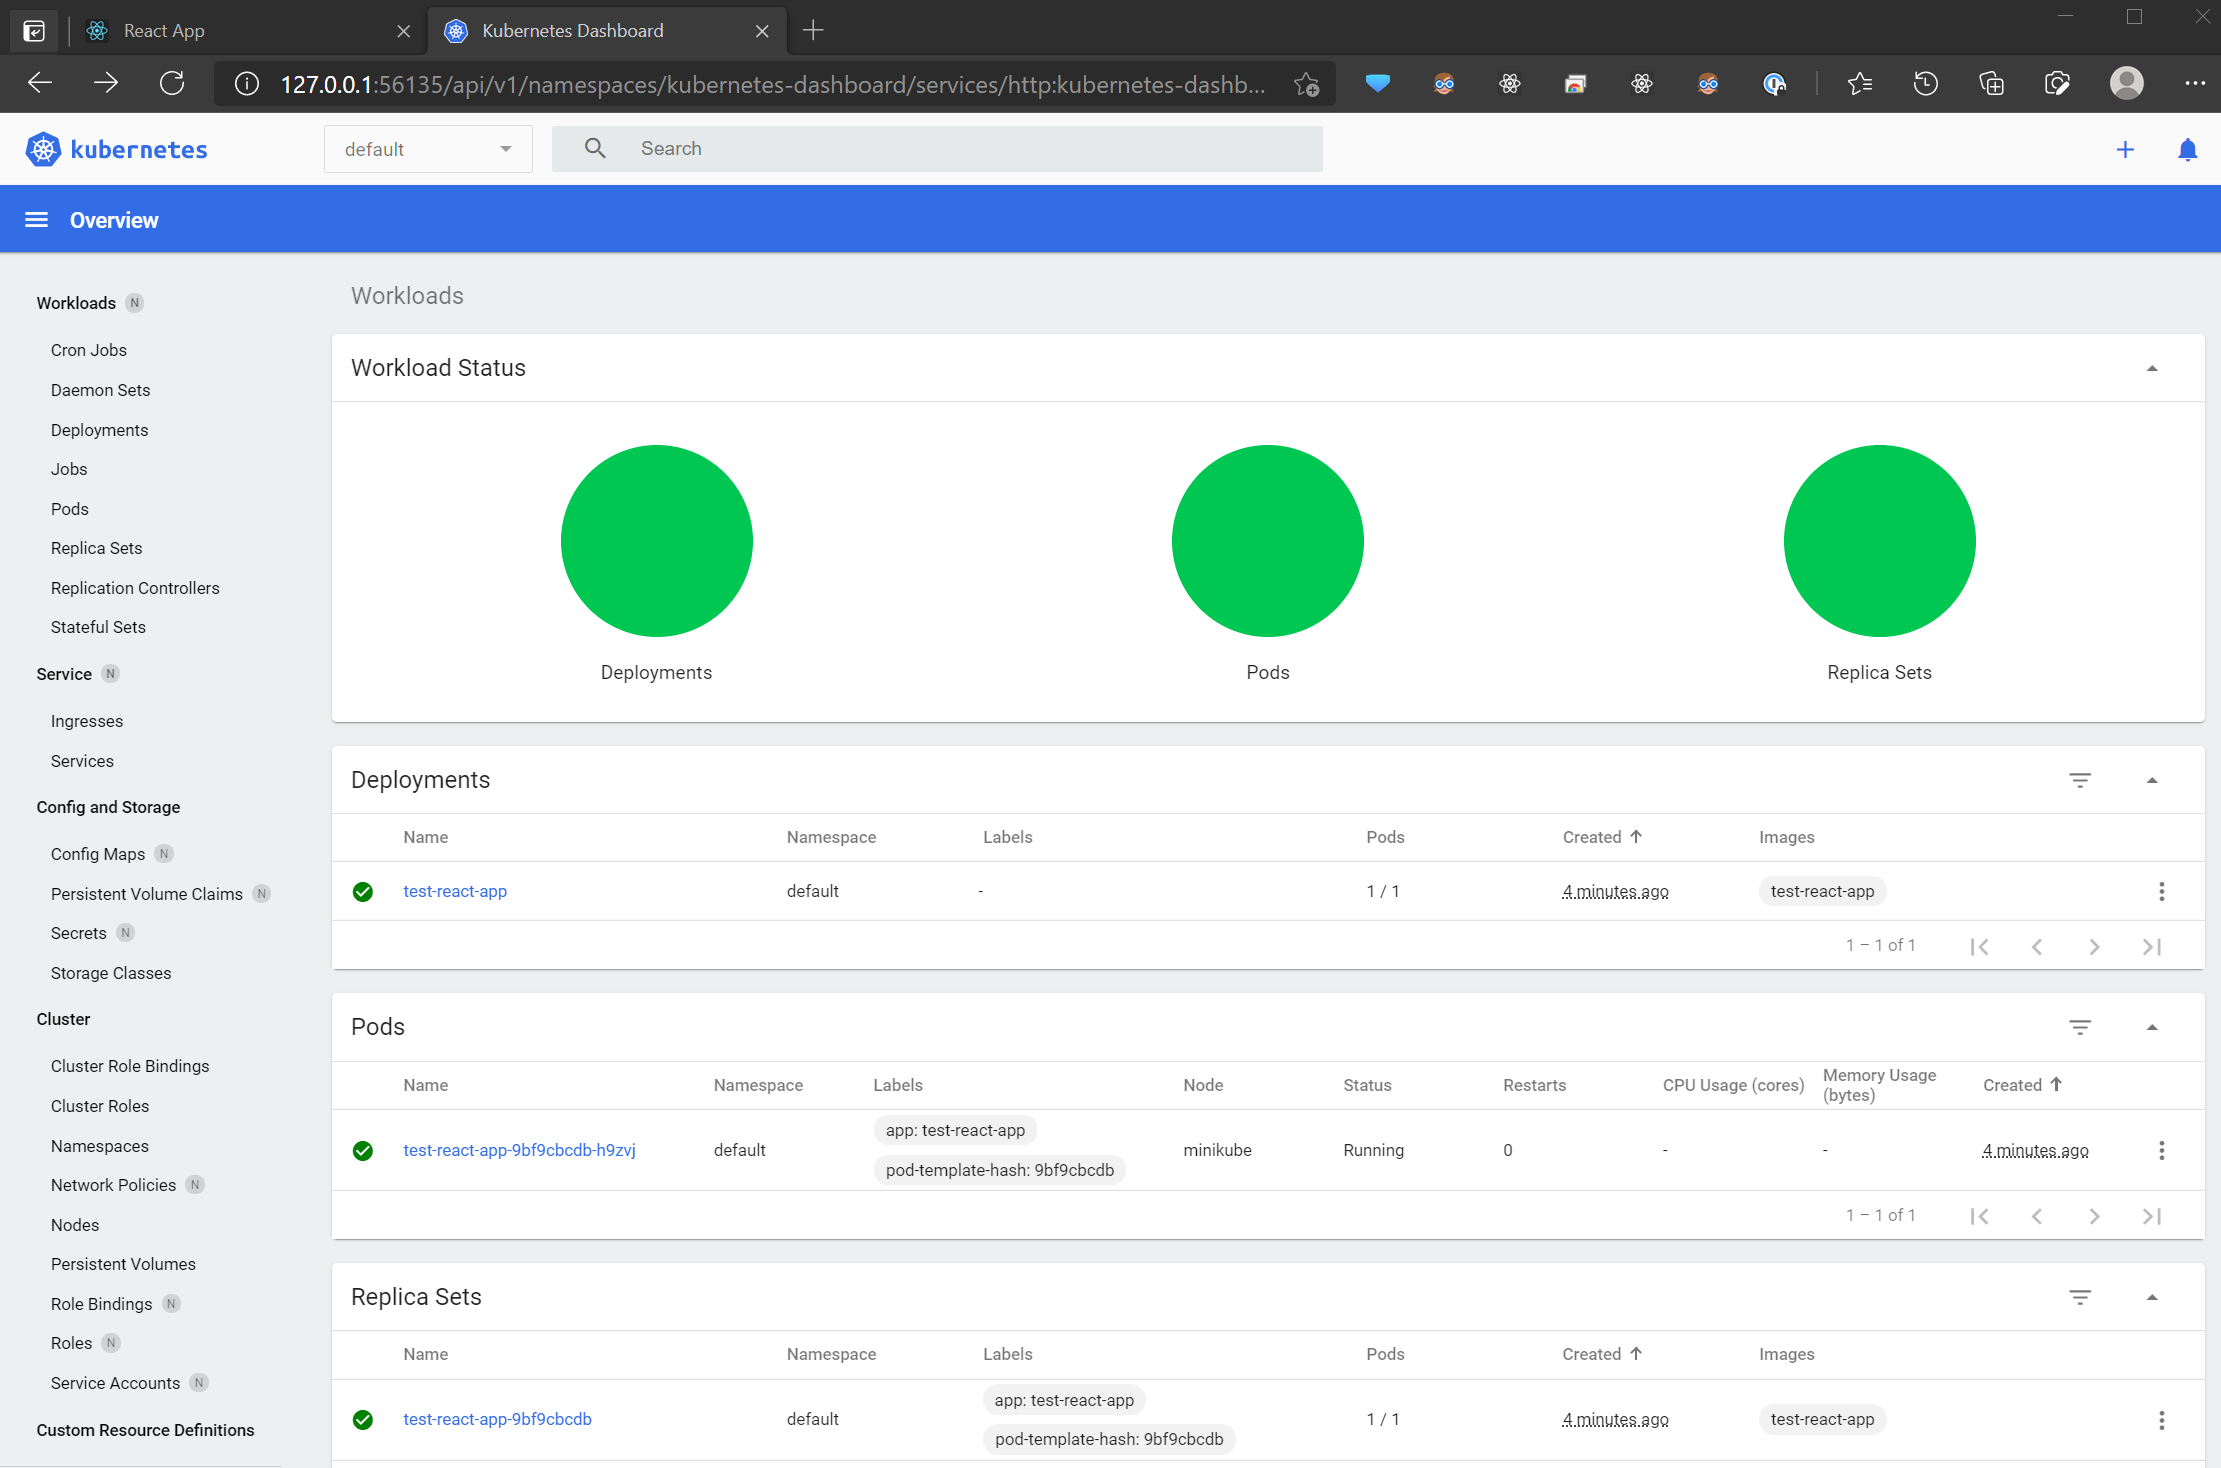 React App
Kubernetes Dashboard
127.0.0.1:56135/api/v1/namespaces/kubernetes-dashboard/services/http:kubernetes-dashb...
kubernetes
default
Search
Overview
Workloads N
Cron Jobs
Daemon Sets
Deployments
Jobs
Pods
Replica Sets
Replication Controllers
Stateful Sets
Service N
Ingresses
Services
Config and Storage
Config Maps N
Persistent Volume Claims N
Secrets N
Storage Classes
Cluster
Cluster Role Bindings
Cluster Roles
Namespaces
Network Policies N
Nodes
Persistent Volumes
Role Bindings N
Roles N
Service Accounts N
Custom Resource Definitions
Workloads
Workload Status
Deployments
Pods
Replica Sets
Deployments
Name Namespace Labels Pods Created Images
test-react-app default - 1 / 1 4 minutes ago test-react-app
1 – 1 of 1
Pods
Name Namespace Labels Node Status Restarts CPU Usage (cores) Memory Usage (bytes) Created
test-react-app-9bf9cbcdb-h9zvj default app: test-react-app pod-template-hash: 9bf9cbcdb minikube Running 0 - - 4 minutes ago
1 – 1 of 1
Replica Sets
Name Namespace Labels Pods Created Images
test-react-app-9bf9cbcdb default app: test-react-app pod-template-hash: 9bf9cbcdb 1 / 1 4 minutes ago test-react-app